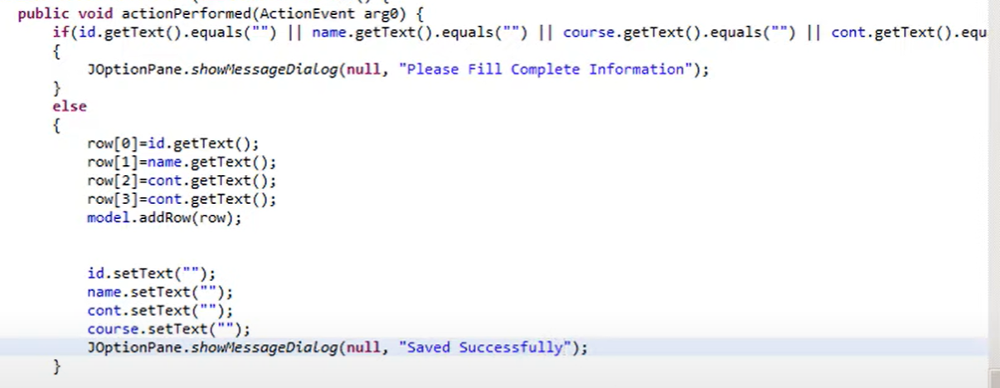 public void actionPerformed(ActionEvent arg0) {
if(id.getText().equals("") || name.getText().equals("") || course.getText().equals("") || cont.getText().equ
{
JOptionPane.showMessageDialog(null, "Please Fill Complete Information");
}
else
{
row[0]=id.getText();
row[1]=name.getText();
row[2]=cont.getText();
row[3]=cont.getText();
model.addRow(row);
id.setText("");
name.setText("");
cont.setText("");
course.setText("");
JOptionPane.showMessageDialog(null, "Saved Successfully");
}